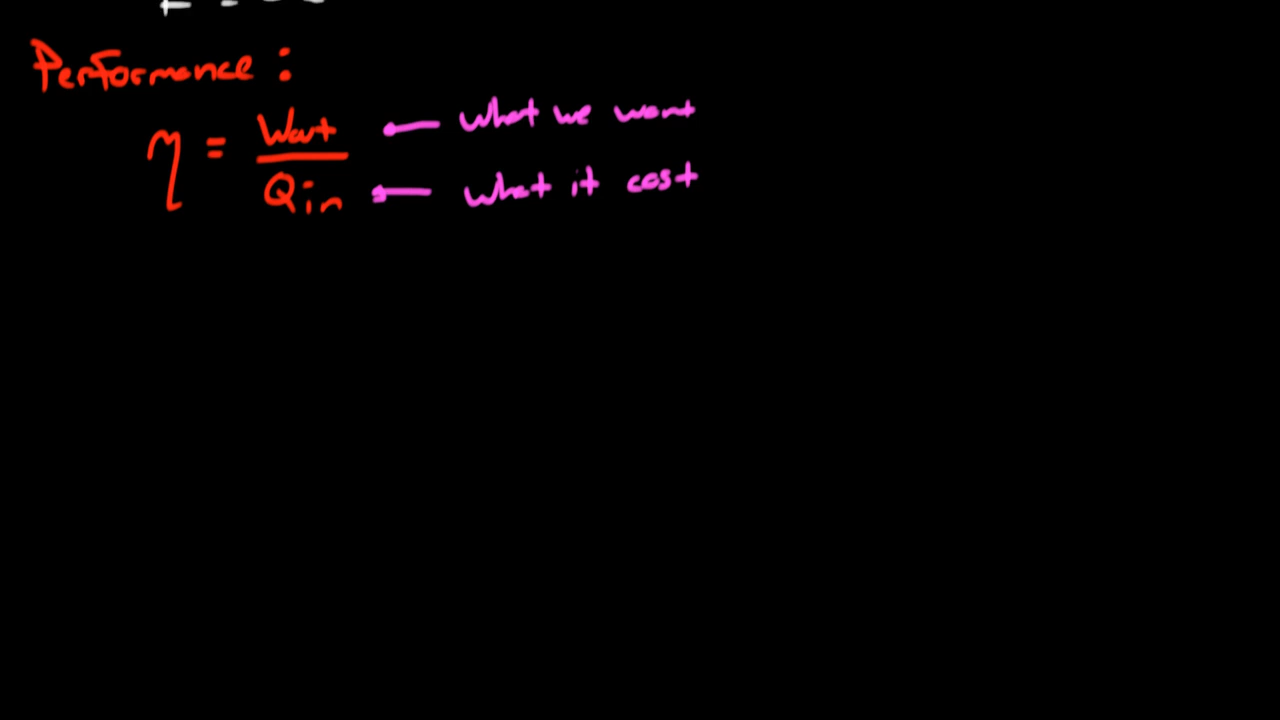 Performance:
η = Wout / Qin
← what we want
← what it cost